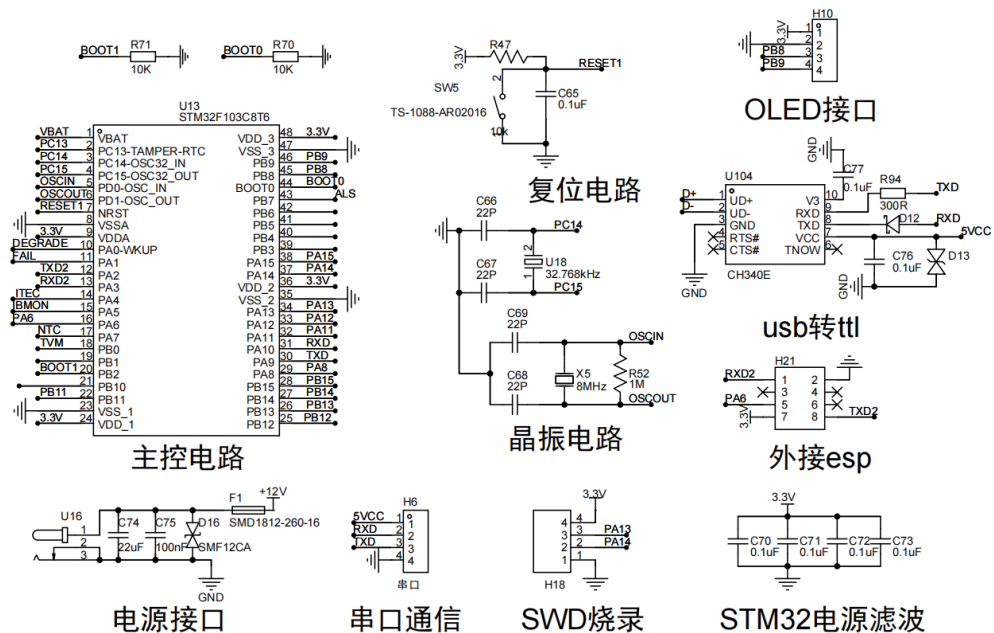 BOOT1
R71
10K
BOOT0
R70
10K
3.3V
R47
RESET1
2
SW5
TS-1088-AR02016
10k
C65
0.1uF
复位电路
H10
3.3V
1
1
2
2
PB8
3
3
PB9
4
4
OLED接口
U13
STM32F103C8T6
VBAT 1 VBAT
PC13 2 PC13-TAMPER-RTC
PC14 3 PC14-OSC32_IN
PC15 4 PC15-OSC32_OUT
OSCIN 5 PD0-OSC_IN
OSCOUT 6 PD1-OSC_OUT
RESET1 7 NRST
8 VSSA
3.3V 9 VDDA
DEGRADE 10 PA0-WKUP
FAIL 11 PA1
TXD2 12 PA2
RXD2 13 PA3
ITEC 14 PA4
IBMON 15 PA5
PA6 16 PA6
NTC 17 PA7
TVM 18 PB0
19 PB1
BOOT1 20 PB2
21 PB10
PB11 22 PB11
23 VSS_1
3.3V 24 VDD_1
VDD_3 48 3.3V
VSS_3 47
PB9 46 PB9
PB8 45 PB8
BOOT0 44 BOOT0
PB7 43 ALS
PB6 42
PB5 41
PB4 40
PB3 39
PA15 38 PA15
PA14 37 PA14
VDD_2 36 3.3V
VSS_2 35
PA13 34 PA13
PA12 33 PA12
PA11 32 PA11
PA10 31 RXD
PA9 30 TXD
PA8 29 PA8
PB15 28 PB15
PB14 27 PB14
PB13 26 PB13
PB12 25 PB12
主控电路
C66
22P
PC14
2
1
U18
32.768kHz
C67
22P
PC15
C69
22P
OSCIN
X5
8MHz
R52
1M
C68
22P
OSCOUT
晶振电路
GND
C77
0.1uF
R94
300R
TXD
U104
D+ 1 UD+
D- 2 UD-
3 GND
4 RTS#
5 CTS#
V3 10
RXD 9
TXD 8
VCC 7
TNOW 6
CH340E
GND
D12
RXD
5VCC
C76
0.1uF
D13
GND
usb转ttl
H21
RXD2 1 2
3 4
PA6 5 6
3.3V 7 8 TXD2
外接esp
U16
1
2
3
C74
22uF
C75
100nF
D16
SMF12CA
F1
+12V
SMD1812-260-16
GND
电源接口
H6
5VCC 1 1
RXD 2 2
TXD 3 3
4 4
串口
串口通信
3.3V
4 4
3 3 PA13
2 2 PA14
1 1
H18
SWD烧录
3.3V
C70
0.1uF
C71
0.1uF
C72
0.1uF
C73
0.1uF
STM32电源滤波